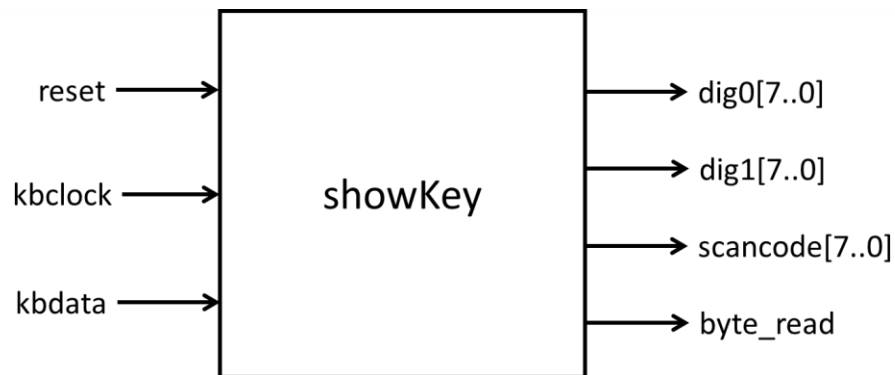 reset
kbclock
kbdata
showKey
dig0[7..0]
dig1[7..0]
scancode[7..0]
byte_read